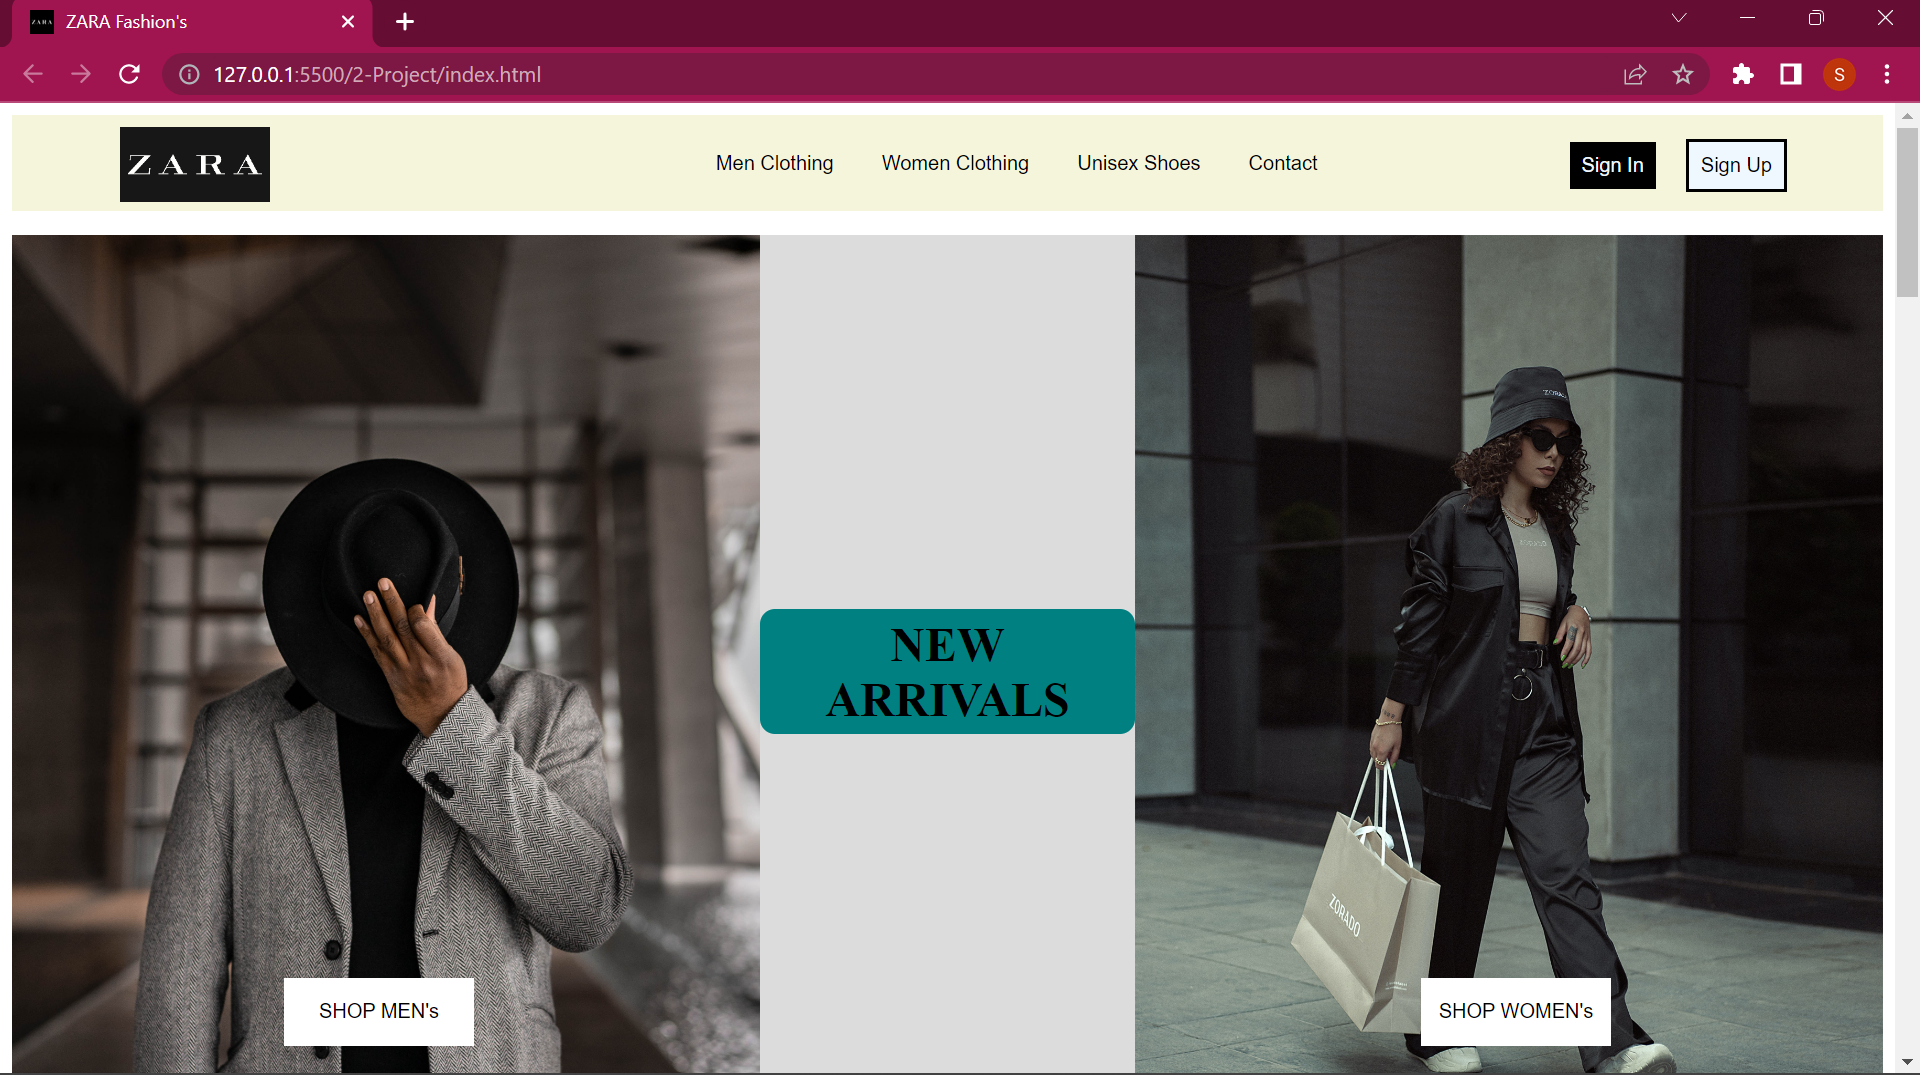 ZARA
ZARA Fashion's
127.0.0.1:5500/2-Project/index.html
S
ZARA
Men Clothing
Women Clothing
Unisex Shoes
Contact
Sign In
Sign Up
NEW
ARRIVALS
ZORADO
SHOP MEN's
SHOP WOMEN's